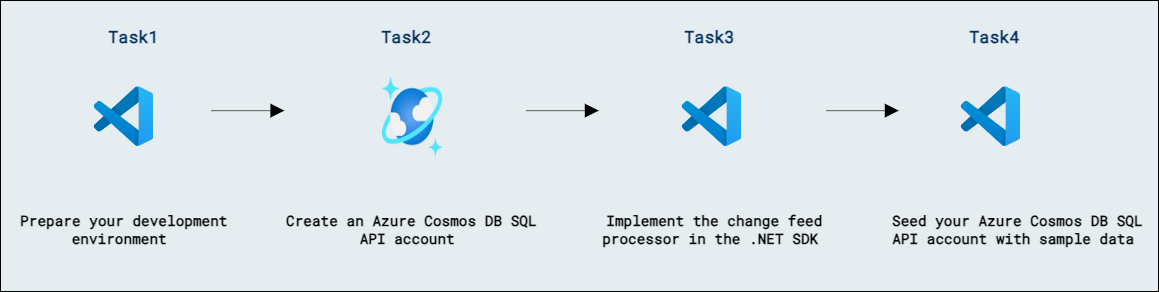 Task1
Task2
Task3
Task4
Prepare your development
environment
Create an Azure Cosmos DB SQL
API account
Implement the change feed
processor in the .NET SDK
Seed your Azure Cosmos DB SQL
API account with sample data